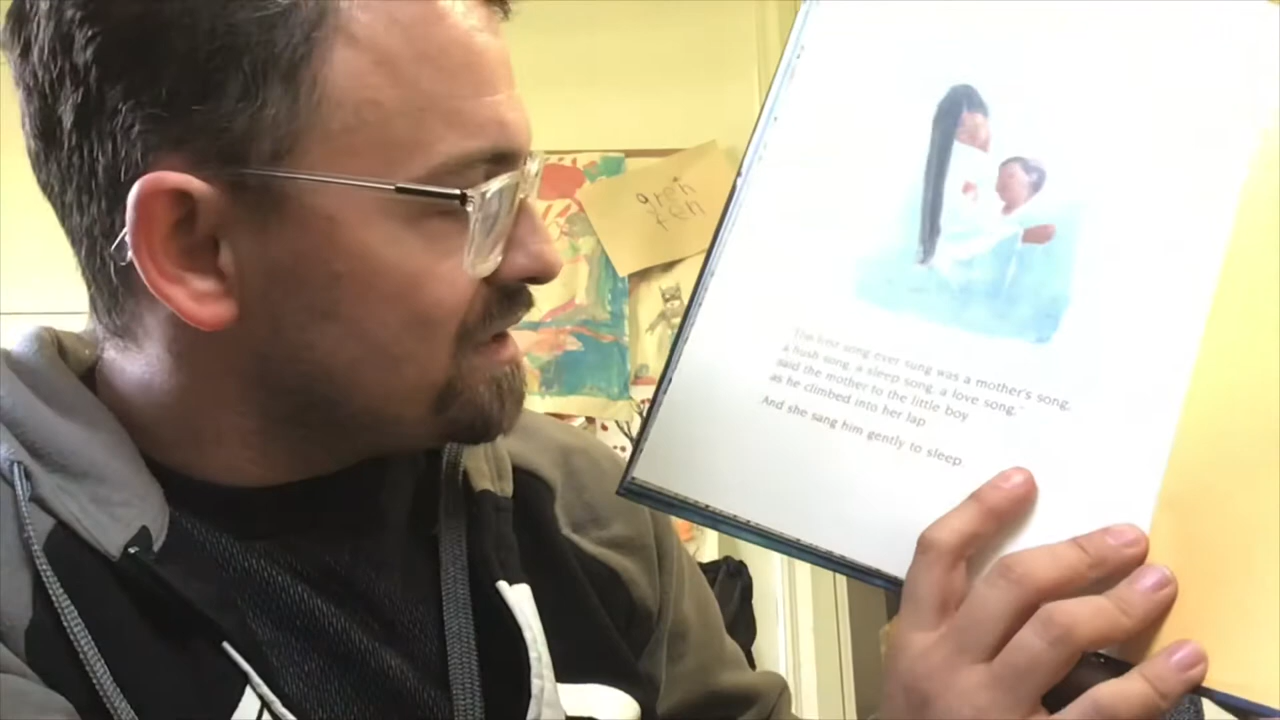 The first song ever sung was a mother's song,
a hush song, a sleep song, a love song,"
said the mother to the little boy
as he climbed into her lap
And she sang him gently to sleep.